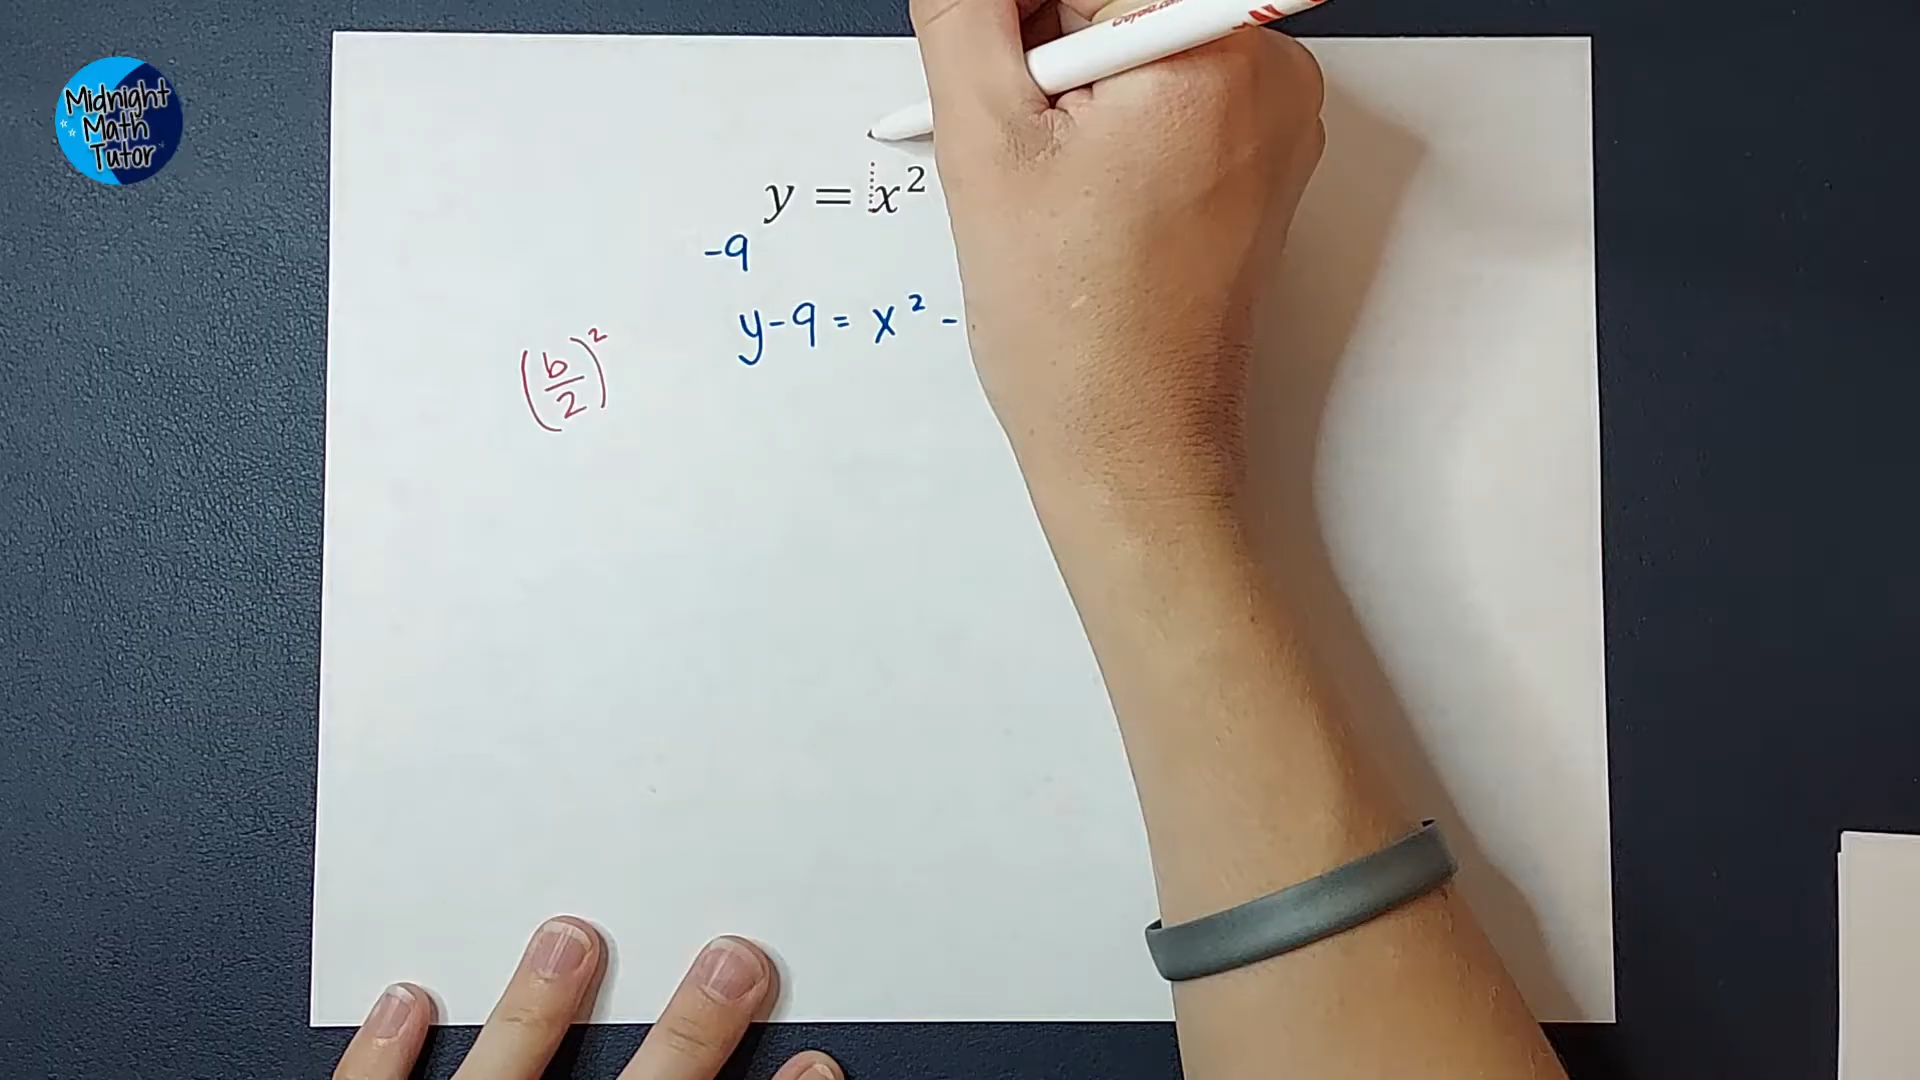 Midnight
Math
Tutor
y = x²
-9
y-9 = x² -
(b/2)²